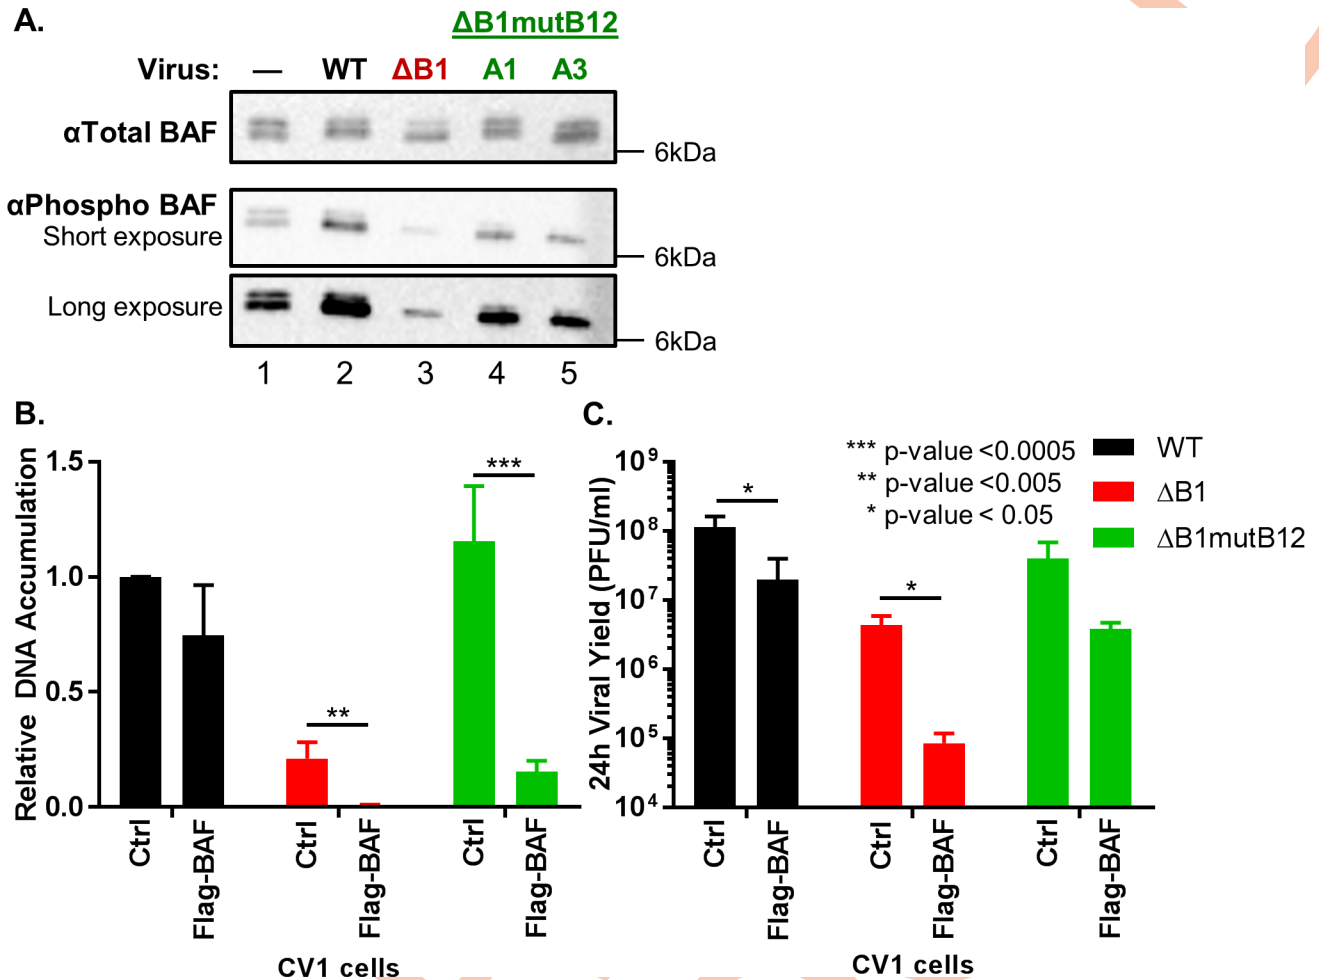 A.
ΔB1mutB12
Virus: — WT ΔB1 A1 A3
αTotal BAF
6kDa
αPhospho BAF
Short exposure
6kDa
Long exposure
6kDa
1 2 3 4 5
B.
Relative DNA Accumulation
1.5
1.0
0.5
0.0
***
**
Ctrl
Flag-BAF
Ctrl
Flag-BAF
Ctrl
Flag-BAF
CV1 cells
C.
24h Viral Yield (PFU/ml)
10⁹
10⁸
10⁷
10⁶
10⁵
10⁴
*
*
*** p-value <0.0005
** p-value <0.005
* p-value < 0.05
WT
ΔB1
ΔB1mutB12
Ctrl
Flag-BAF
Ctrl
Flag-BAF
Ctrl
Flag-BAF
CV1 cells